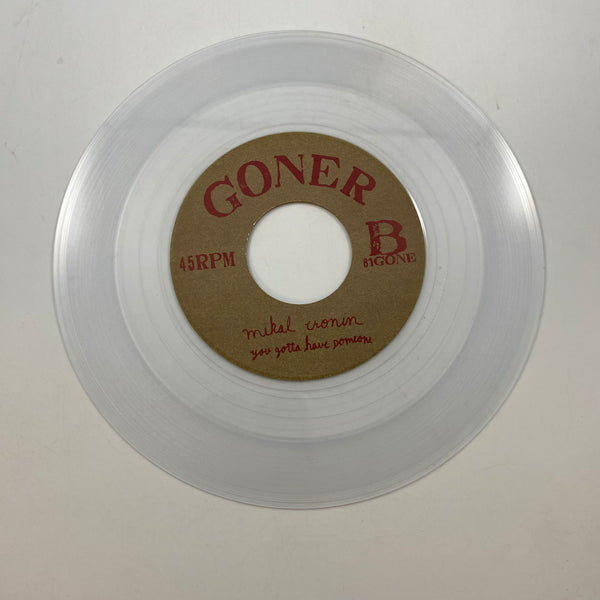 GONER
45RPM
B
81GONE
mikal cronin
you gotta have someone